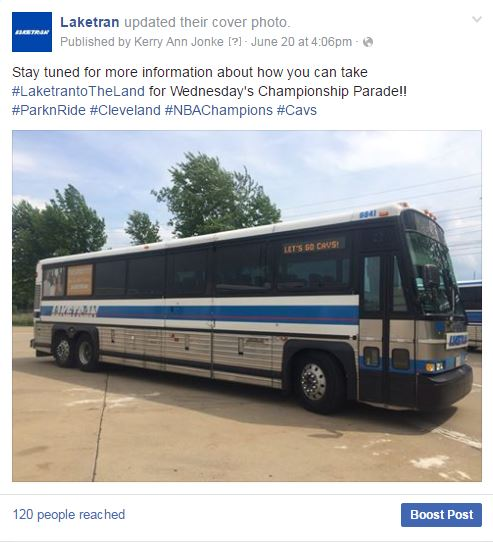 LAKETRAN
Laketran updated their cover photo.
Published by Kerry Ann Jonke [?] · June 20 at 4:06pm ·
Stay tuned for more information about how you can take
#LaketrantoTheLand for Wednesday's Championship Parade!!
#ParknRide #Cleveland #NBAChampions #Cavs
9841
LET'S GO CAVS!
LAKETRAN
LAKETRAN
120 people reached
Boost Post